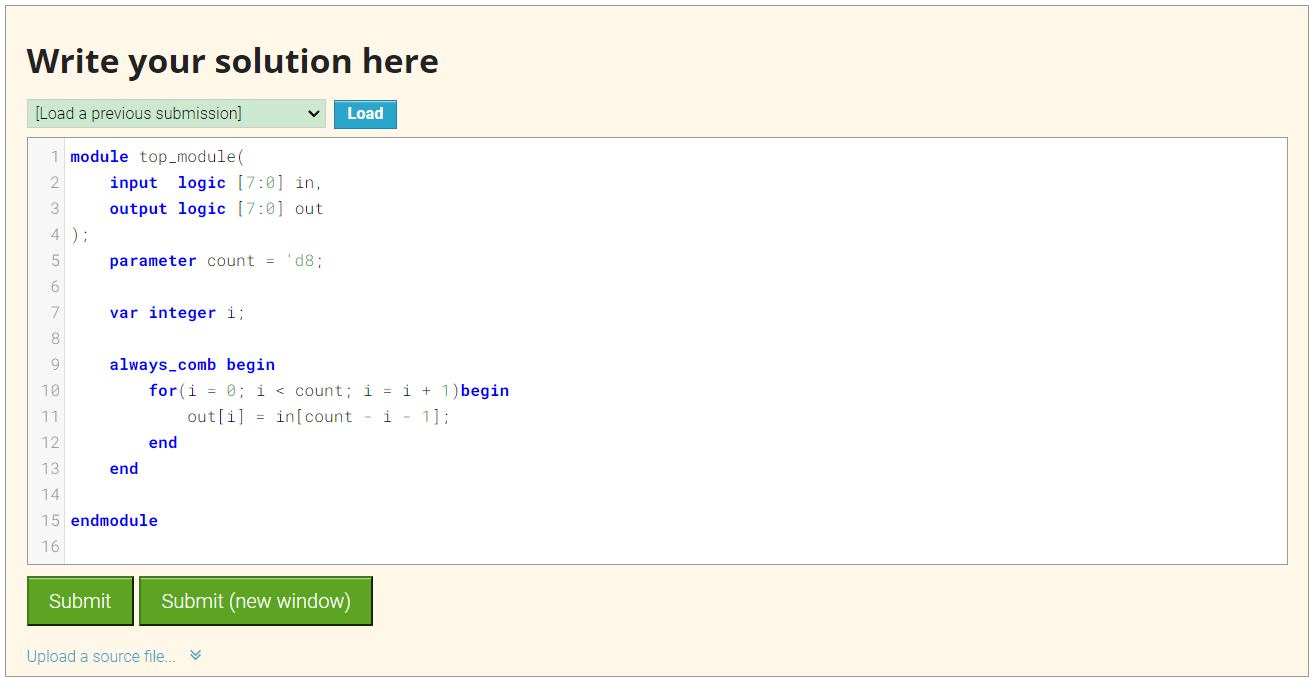 Write your solution here
[Load a previous submission] Load
1 module top_module(
2     input  logic [7:0] in,
3     output logic [7:0] out
4 );
5     parameter count = 'd8;
6
7     var integer i;
8
9     always_comb begin
10         for(i = 0; i < count; i = i + 1)begin
11             out[i] = in[count - i - 1];
12         end
13     end
14
15 endmodule
16
Submit Submit (new window)
Upload a source file...